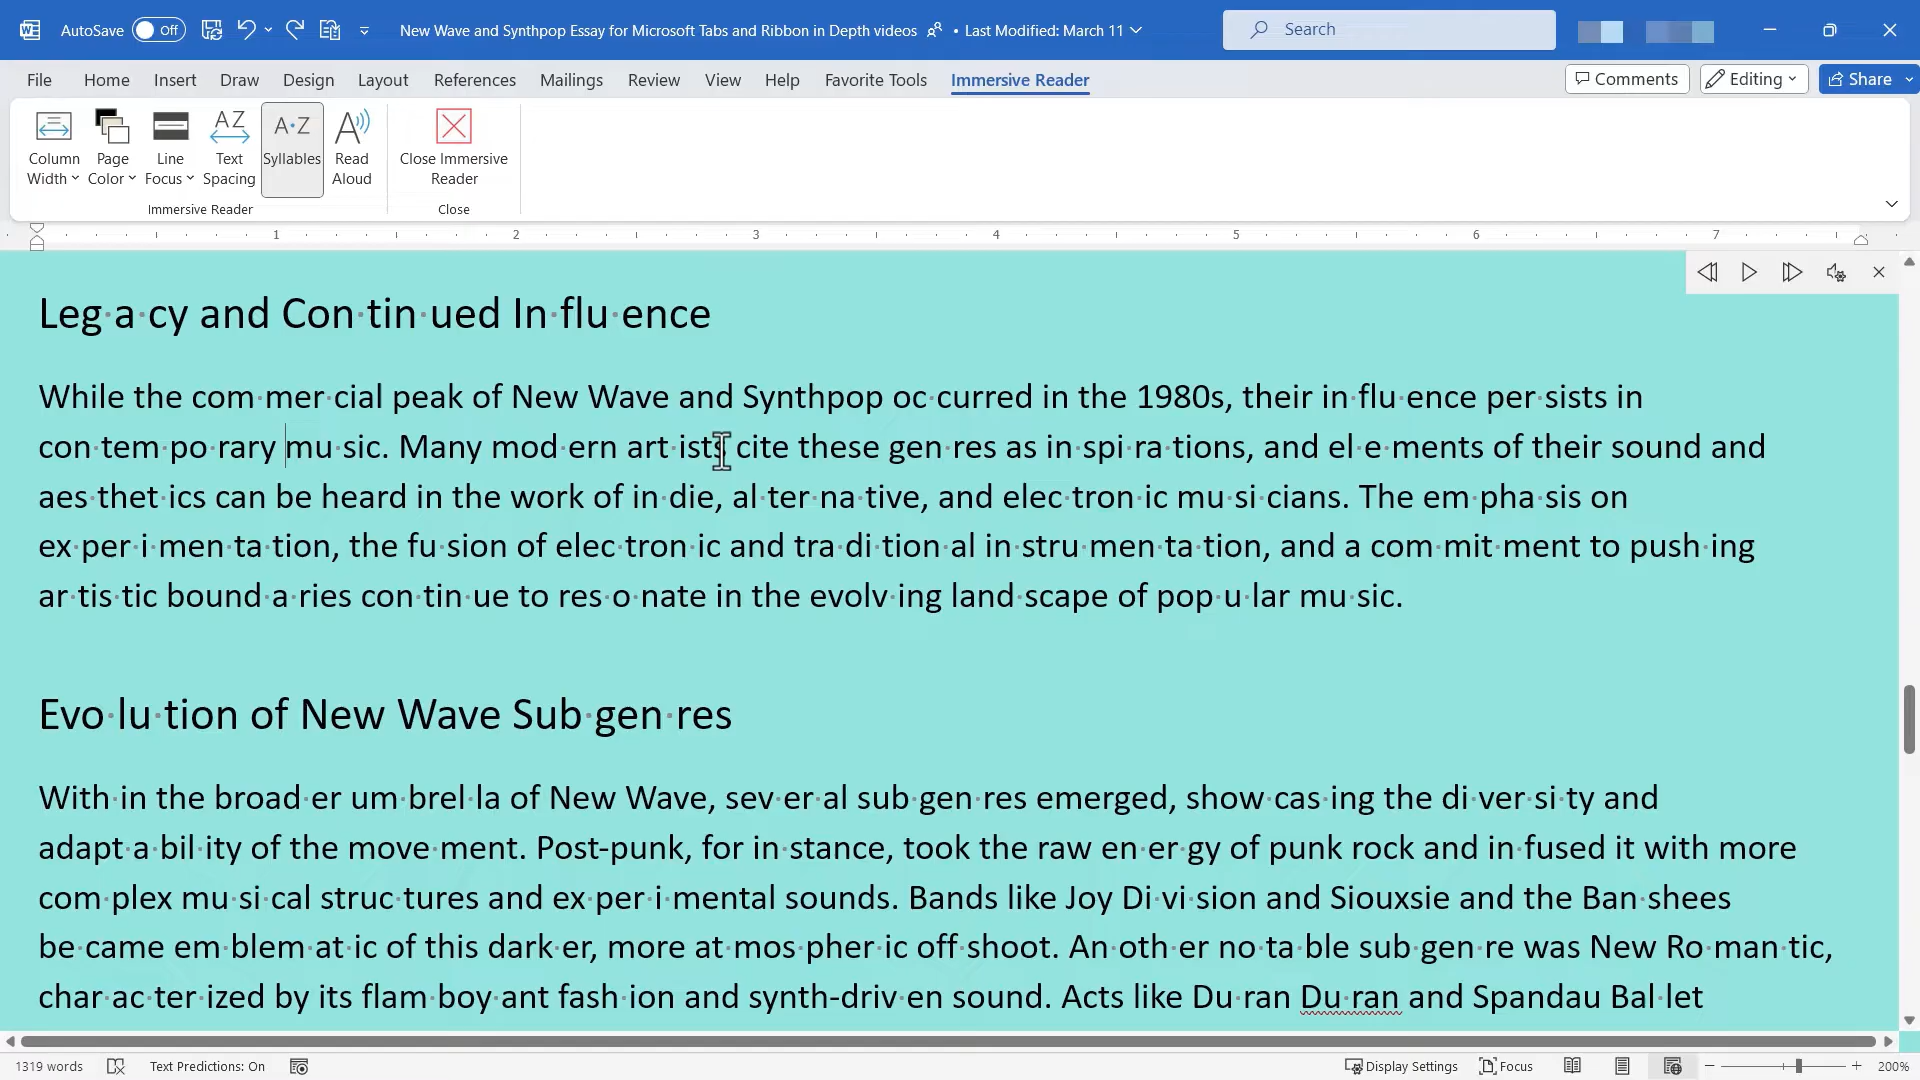 AutoSave Off New Wave and Synthpop Essay for Microsoft Tabs and Ribbon in Depth videos • Last Modified: March 11 Search
File Home Insert Draw Design Layout References Mailings Review View Help Favorite Tools Immersive Reader Comments Editing Share
Column Width
Page Color
Line Focus
AZ Text Spacing
A·Z Syllables
A Read Aloud
Close Immersive Reader
Immersive Reader Close
1 2 3 4 5 6 7
Leg·a·cy and Con·tin·ued In·flu·ence
While the com·mer·cial peak of New Wave and Synthpop oc·curred in the 1980s, their in·flu·ence per·sists in
con·tem·po·rary mu·sic. Many mod·ern art·ists cite these gen·res as in·spi·ra·tions, and el·e·ments of their sound and
aes·thet·ics can be heard in the work of in·die, al·ter·na·tive, and elec·tron·ic mu·si·cians. The em·pha·sis on
ex·per·i·men·ta·tion, the fu·sion of elec·tron·ic and tra·di·tion·al in·stru·men·ta·tion, and a com·mit·ment to push·ing
ar·tis·tic bound·a·ries con·tin·ue to res·o·nate in the evolv·ing land·scape of pop·u·lar mu·sic.
Evo·lu·tion of New Wave Sub·gen·res
With·in the broad·er um·brel·la of New Wave, sev·er·al sub·gen·res emerged, show·cas·ing the di·ver·si·ty and
adapt·a·bil·ity of the move·ment. Post-punk, for in·stance, took the raw en·er·gy of punk rock and in·fused it with more
com·plex mu·si·cal struc·tures and ex·per·i·mental sounds. Bands like Joy Di·vi·sion and Siouxsie and the Ban·shees
be·came em·blem·at·ic of this dark·er, more at·mos·pher·ic off·shoot. An·oth·er no·ta·ble sub·gen·re was New Ro·man·tic,
char·ac·ter·ized by its flam·boy·ant fash·ion and synth-driv·en sound. Acts like Du·ran Du·ran and Spandau Bal·let
1319 words Text Predictions: On Display Settings Focus 200%